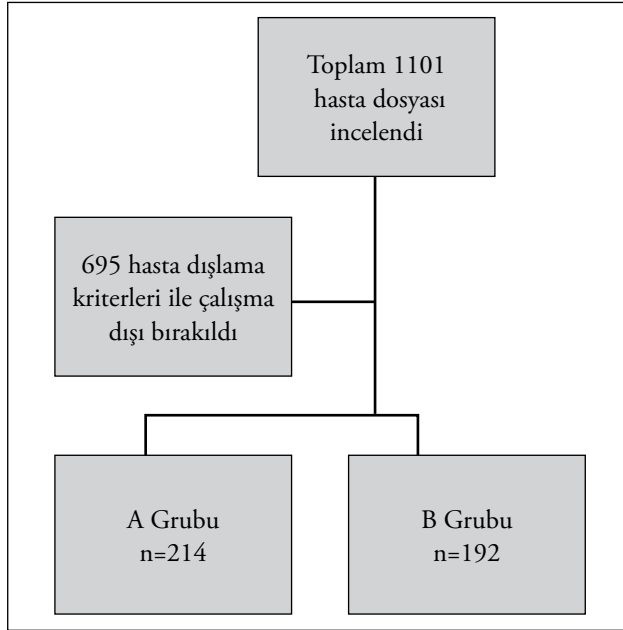 Toplam 1101
hasta dosyası
incelendi
695 hasta dışlama
kriterleri ile çalışma
dışı bırakıldı
A Grubu
n=214
B Grubu
n=192